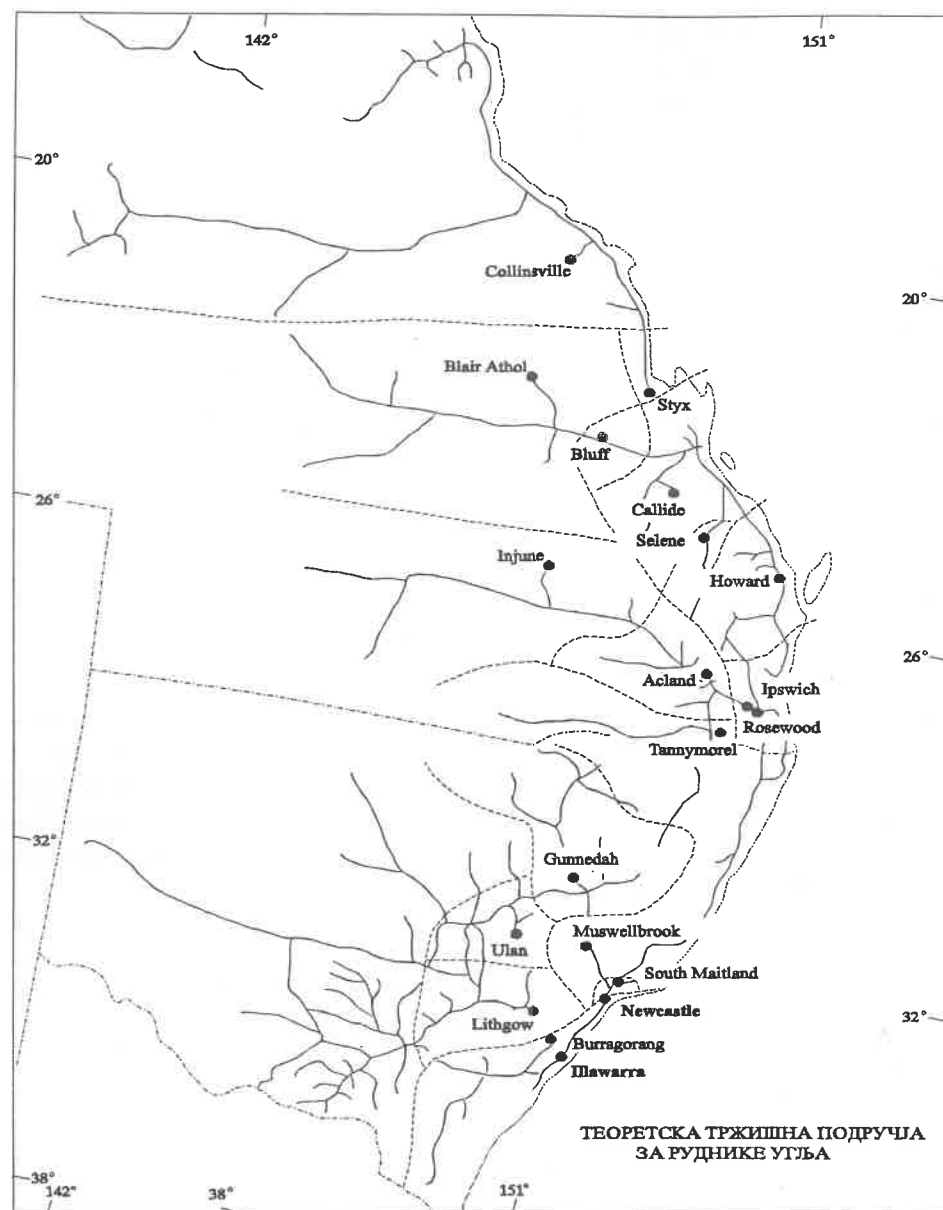 142°
151°
20°
Collinsville
20°
Blair Athol
Styx
Bluff
26°
Callide
Selene
Injune
Howard
26°
Acland
Ipswich
Rosewood
Tannymorel
32°
Gunnedah
Muswellbrook
Ulan
South Maitland
Newcastle
Lithgow
32°
Burragorang
Illawarra
ТЕОРЕТСКА ТРЖИШНА ПОДРУЧЈА
ЗА РУДНИКЕ УГЉА
38°
142°
38°
151°